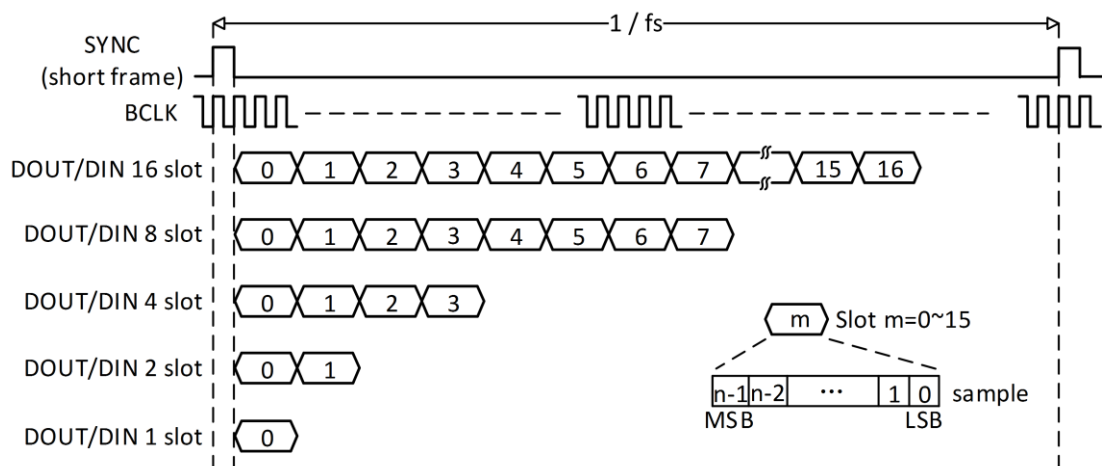 1 / fs
SYNC
(short frame)
BCLK
DOUT/DIN 16 slot 0 1 2 3 4 5 6 7 15 16
DOUT/DIN 8 slot 0 1 2 3 4 5 6 7
DOUT/DIN 4 slot 0 1 2 3
m Slot m=0~15
DOUT/DIN 2 slot 0 1
n-1 n-2 ··· 1 0 sample
MSB LSB
DOUT/DIN 1 slot 0